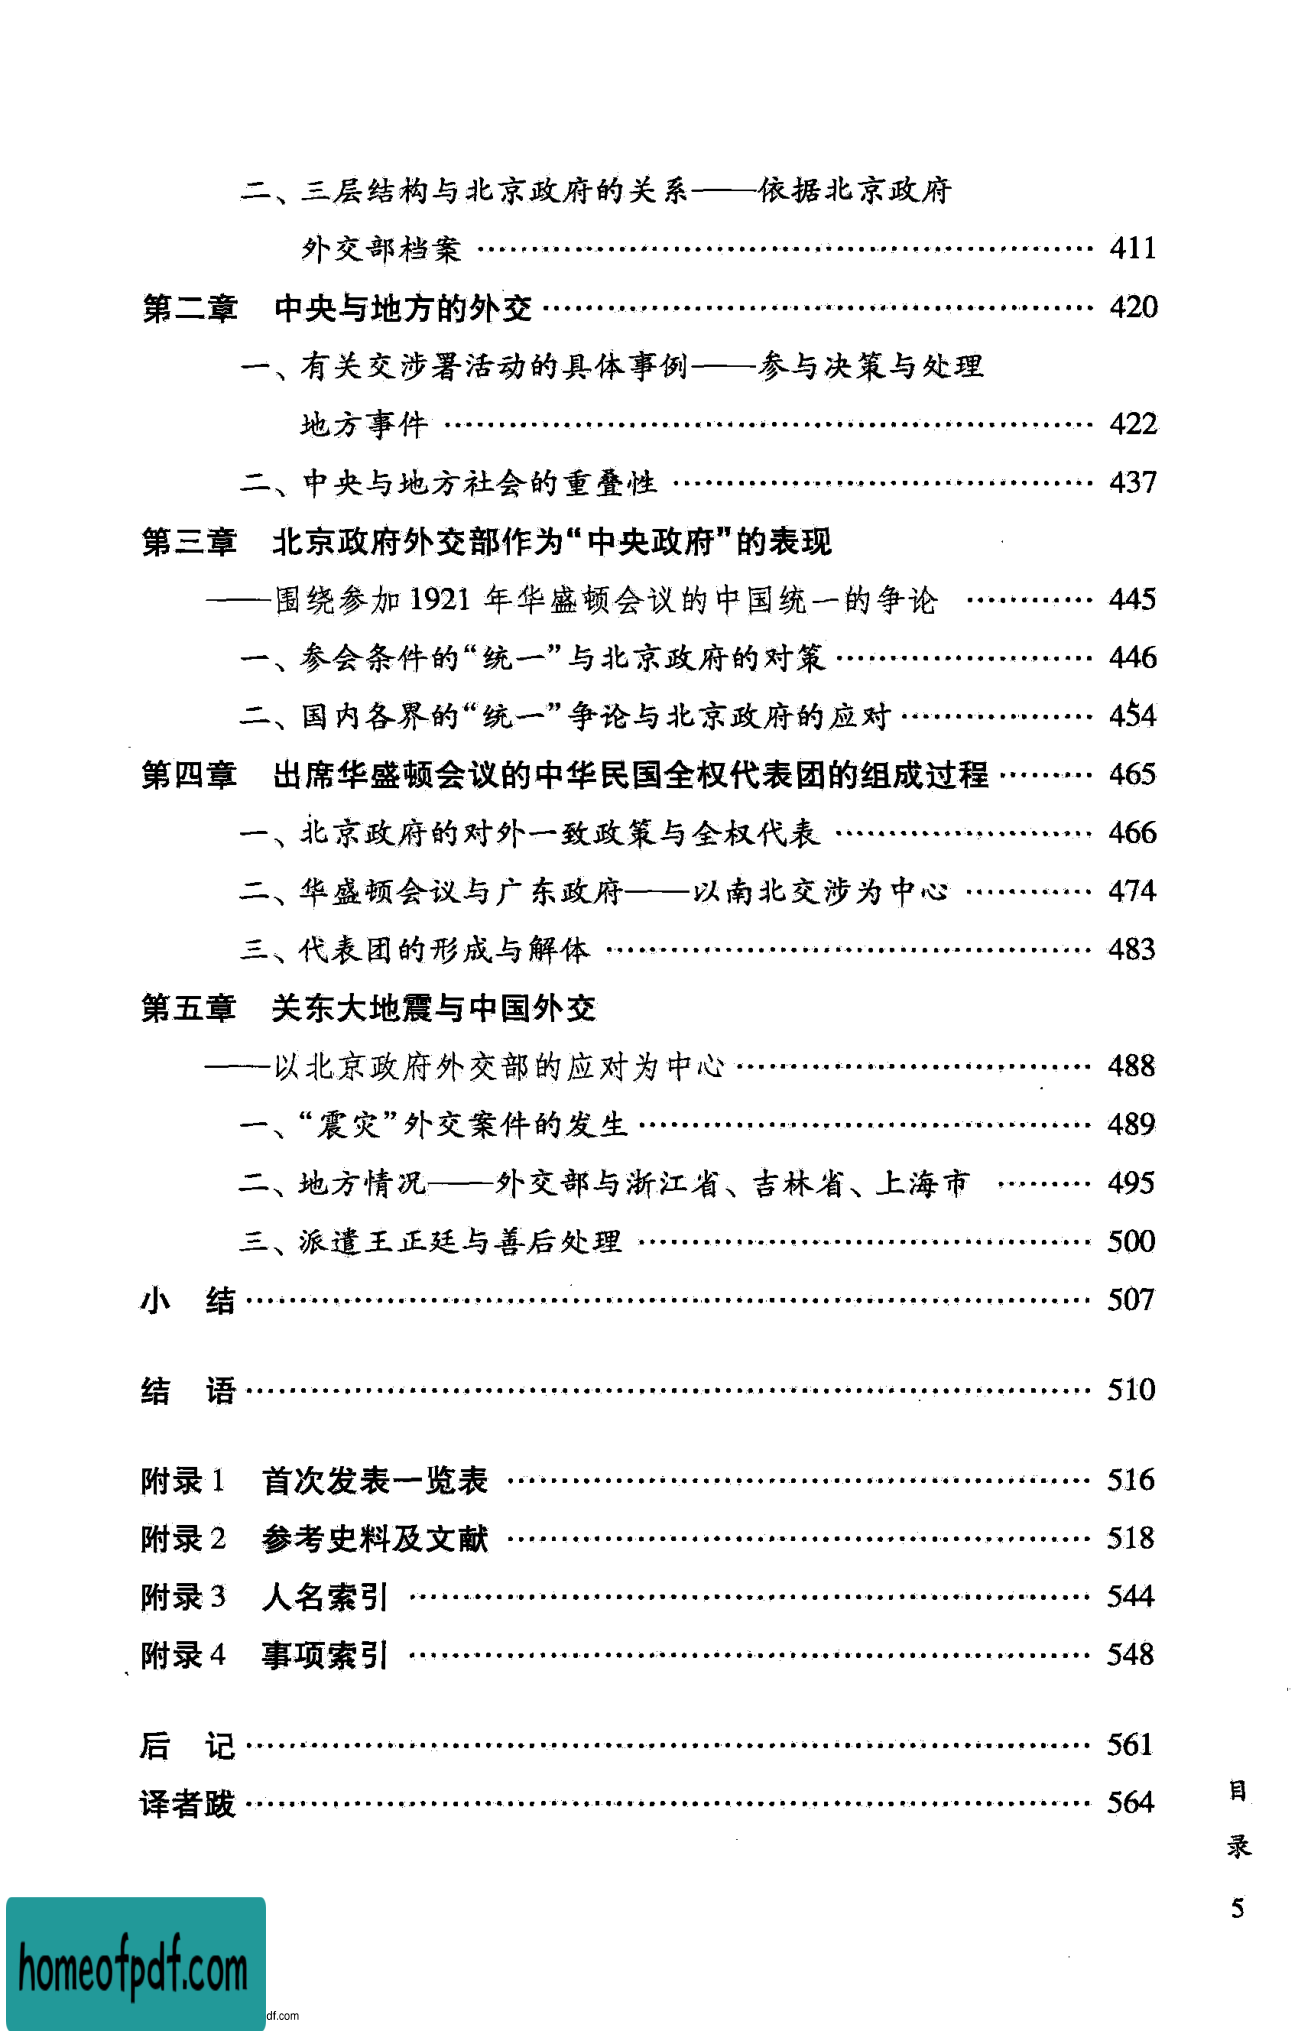 二、三层结构与北京政府的关系——依据北京政府
外交部档案 …………………………………………… 411
第二章 中央与地方的外交 ……………………………………… 420
一、有关交涉署活动的具体事例——参与决策与处理
地方事件 ……………………………………………… 422
二、中央与地方社会的重叠性 ……………………………… 437
第三章 北京政府外交部作为“中央政府”的表现
——围绕参加1921年华盛顿会议的中国统一的争论 ………… 445
一、参会条件的“统一”与北京政府的对策 ………………… 446
二、国内各界的“统一”争论与北京政府的应对 …………… 454
第四章 出席华盛顿会议的中华民国全权代表团的组成过程 ……… 465
一、北京政府的对外一致政策与全权代表 ………………… 466
二、华盛顿会议与广东政府——以南北交涉为中心 ………… 474
三、代表团的形成与解体 …………………………………… 483
第五章 关东大地震与中国外交
——以北京政府外交部的应对为中心 ………………………… 488
一、“震灾”外交案件的发生 ………………………………… 489
二、地方情况——外交部与浙江省、吉林省、上海市 ……… 495
三、派遣王正廷与善后处理 ………………………………… 500
小 结 …………………………………………………………… 507
结 语 …………………………………………………………… 510
附录1 首次发表一览表 ………………………………………… 516
附录2 参考史料及文献 ………………………………………… 518
附录3 人名索引 ………………………………………………… 544
附录4 事项索引 ………………………………………………… 548
后 记 …………………………………………………………… 561
译者跋 …………………………………………………………… 564
目
录
5
homeofpdf.com
df.com